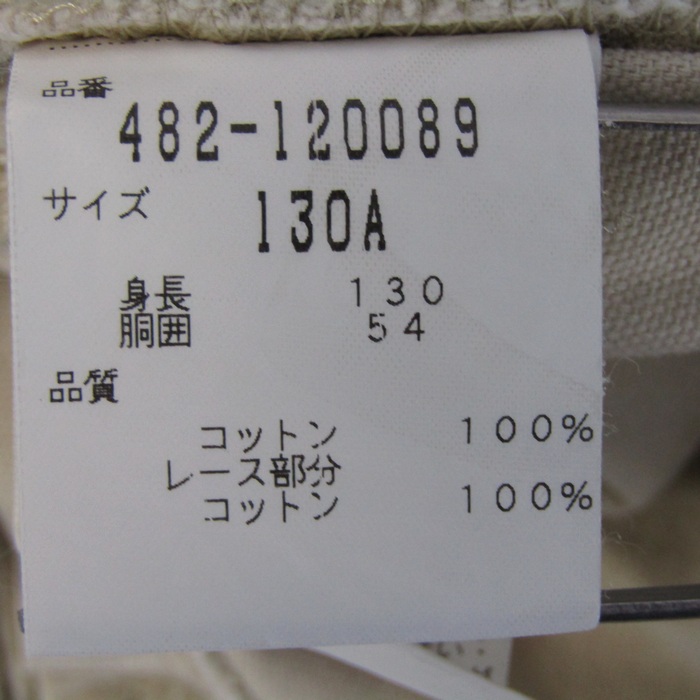 品番
482-120089
サイズ 130A
身長 130
胴囲 54
品質
コットン 100%
レース部分
コットン 100%